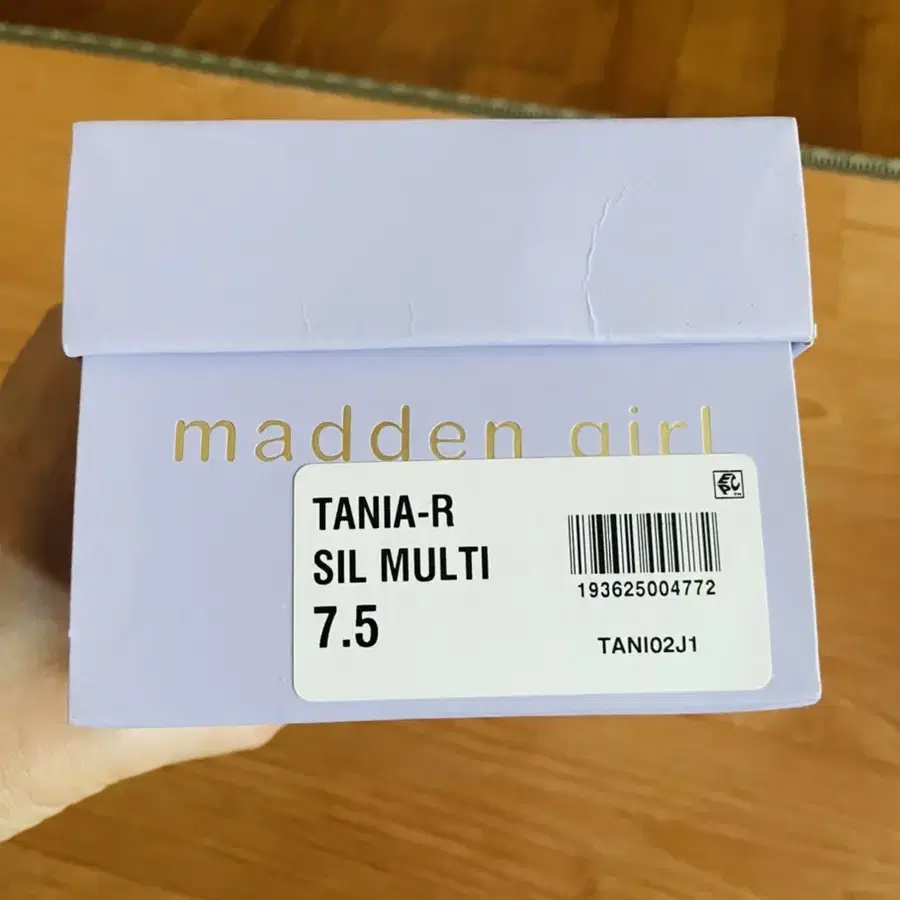 madden girl
TANIA-R
SIL MULTI
7.5
193625004772
TANI02J1